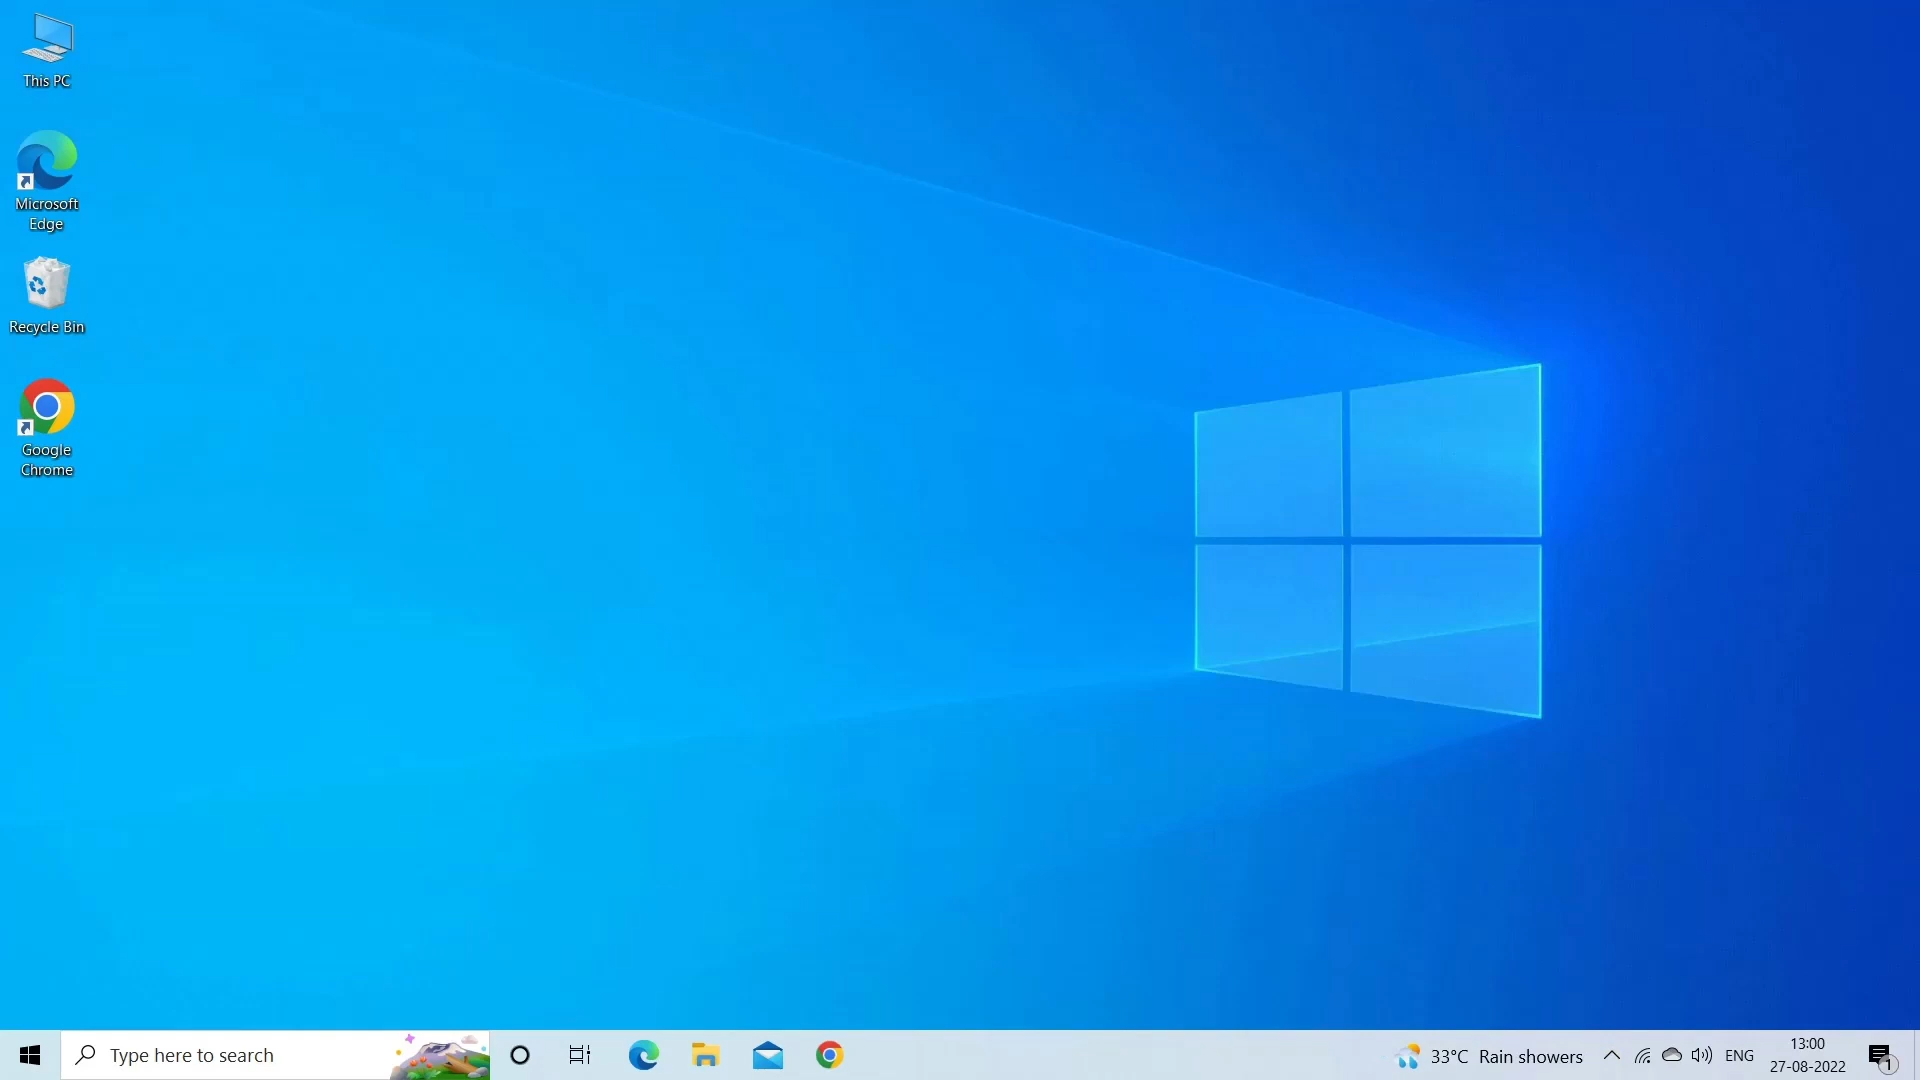 This PC
Microsoft
Edge
Recycle Bin
Google
Chrome
Type here to search
33°C Rain showers
ENG
13:00
27-08-2022
1